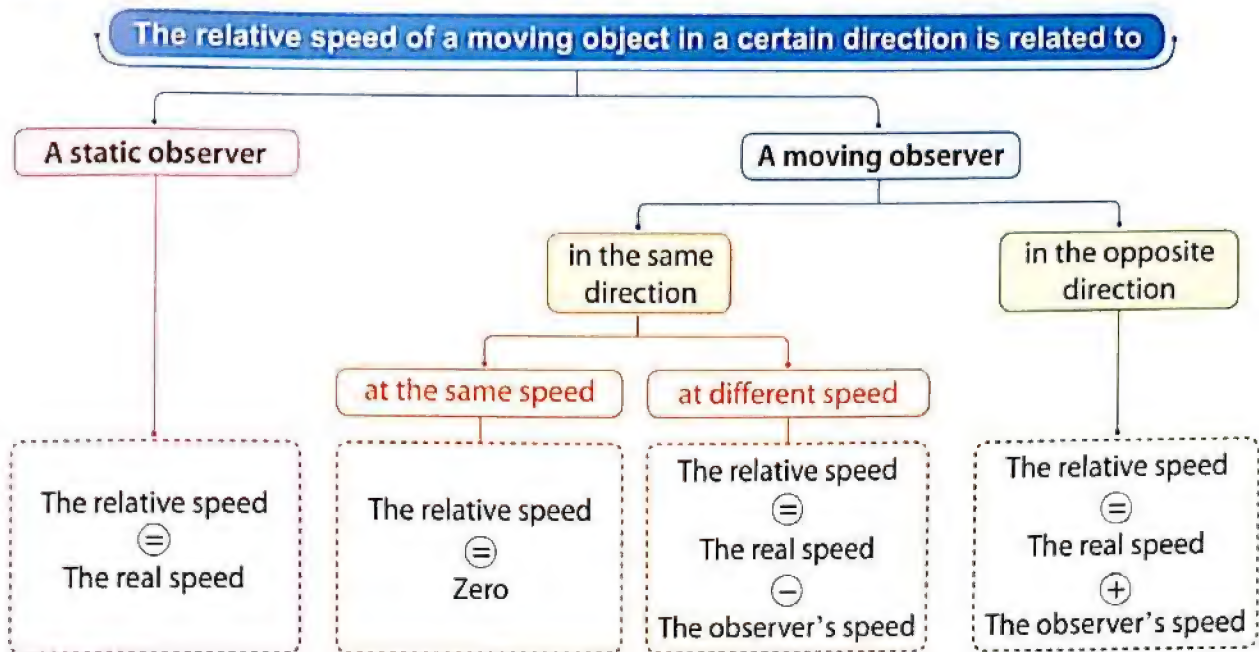 The relative speed of a moving object in a certain direction is related to
A static observer
A moving observer
in the same
direction
in the opposite
direction
at the same speed
at different speed
The relative speed
=
The real speed
The relative speed
=
Zero
The relative speed
=
The real speed
−
The observer's speed
The relative speed
=
The real speed
+
The observer's speed